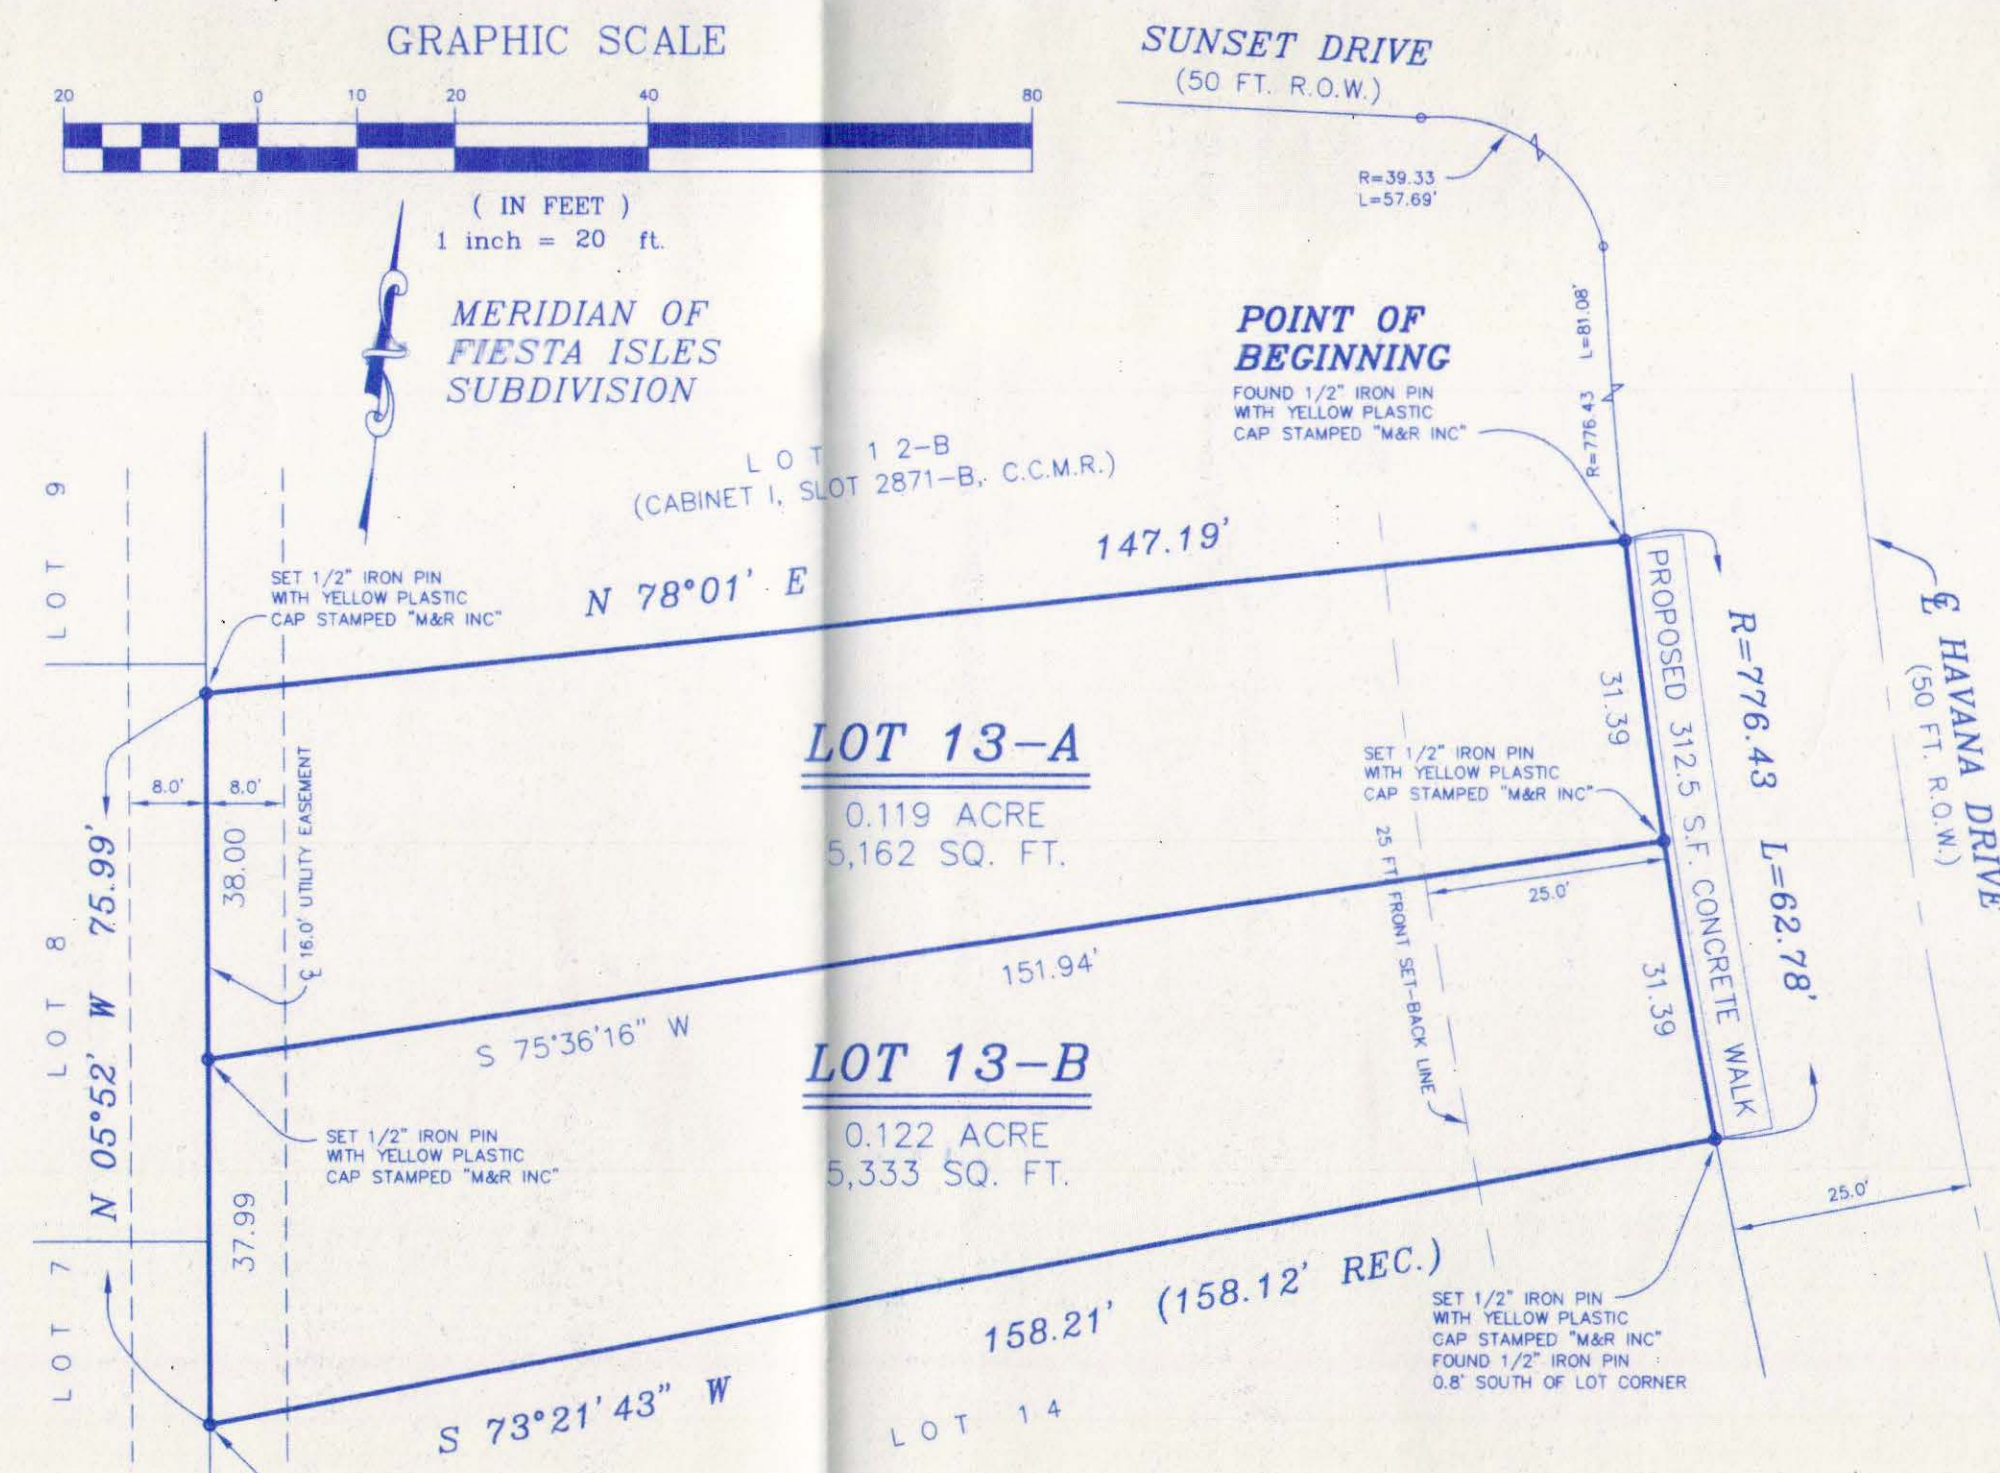 GRAPHIC SCALE
20 0 10 20 40 80
( IN FEET )
1 inch = 20 ft.
MERIDIAN OF
FIESTA ISLES
SUBDIVISION
SUNSET DRIVE
(50 FT. R.O.W.)
R=39.33
L=57.69'
R=776.43 L=81.08'
POINT OF
BEGINNING
FOUND 1/2" IRON PIN
WITH YELLOW PLASTIC
CAP STAMPED "M&R INC"
LOT 12-B
(CABINET I, SLOT 2871-B, C.C.M.R.)
147.19'
N 78°01' E
LOT 9
SET 1/2" IRON PIN
WITH YELLOW PLASTIC
CAP STAMPED "M&R INC"
8.0' 8.0'
℄ 16.0' UTILITY EASEMENT
38.00
N 05°52' W 75.99'
LOT 8
LOT 13-A
0.119 ACRE
5,162 SQ. FT.
31.39
PROPOSED 312.5 S.F. CONCRETE WALK
R=776.43 L=62.78'
℄ HAVANA DRIVE
(50 FT. R.O.W.)
SET 1/2" IRON PIN
WITH YELLOW PLASTIC
CAP STAMPED "M&R INC"
25 FT. FRONT SET-BACK LINE
25.0'
151.94'
S 75°36'16" W
31.39
LOT 13-B
0.122 ACRE
5,333 SQ. FT.
SET 1/2" IRON PIN
WITH YELLOW PLASTIC
CAP STAMPED "M&R INC"
37.99
LOT 7
25.0'
158.21' (158.12' REC.)
S 73°21'43" W
LOT 14
SET 1/2" IRON PIN
WITH YELLOW PLASTIC
CAP STAMPED "M&R INC"
FOUND 1/2" IRON PIN
0.8' SOUTH OF LOT CORNER